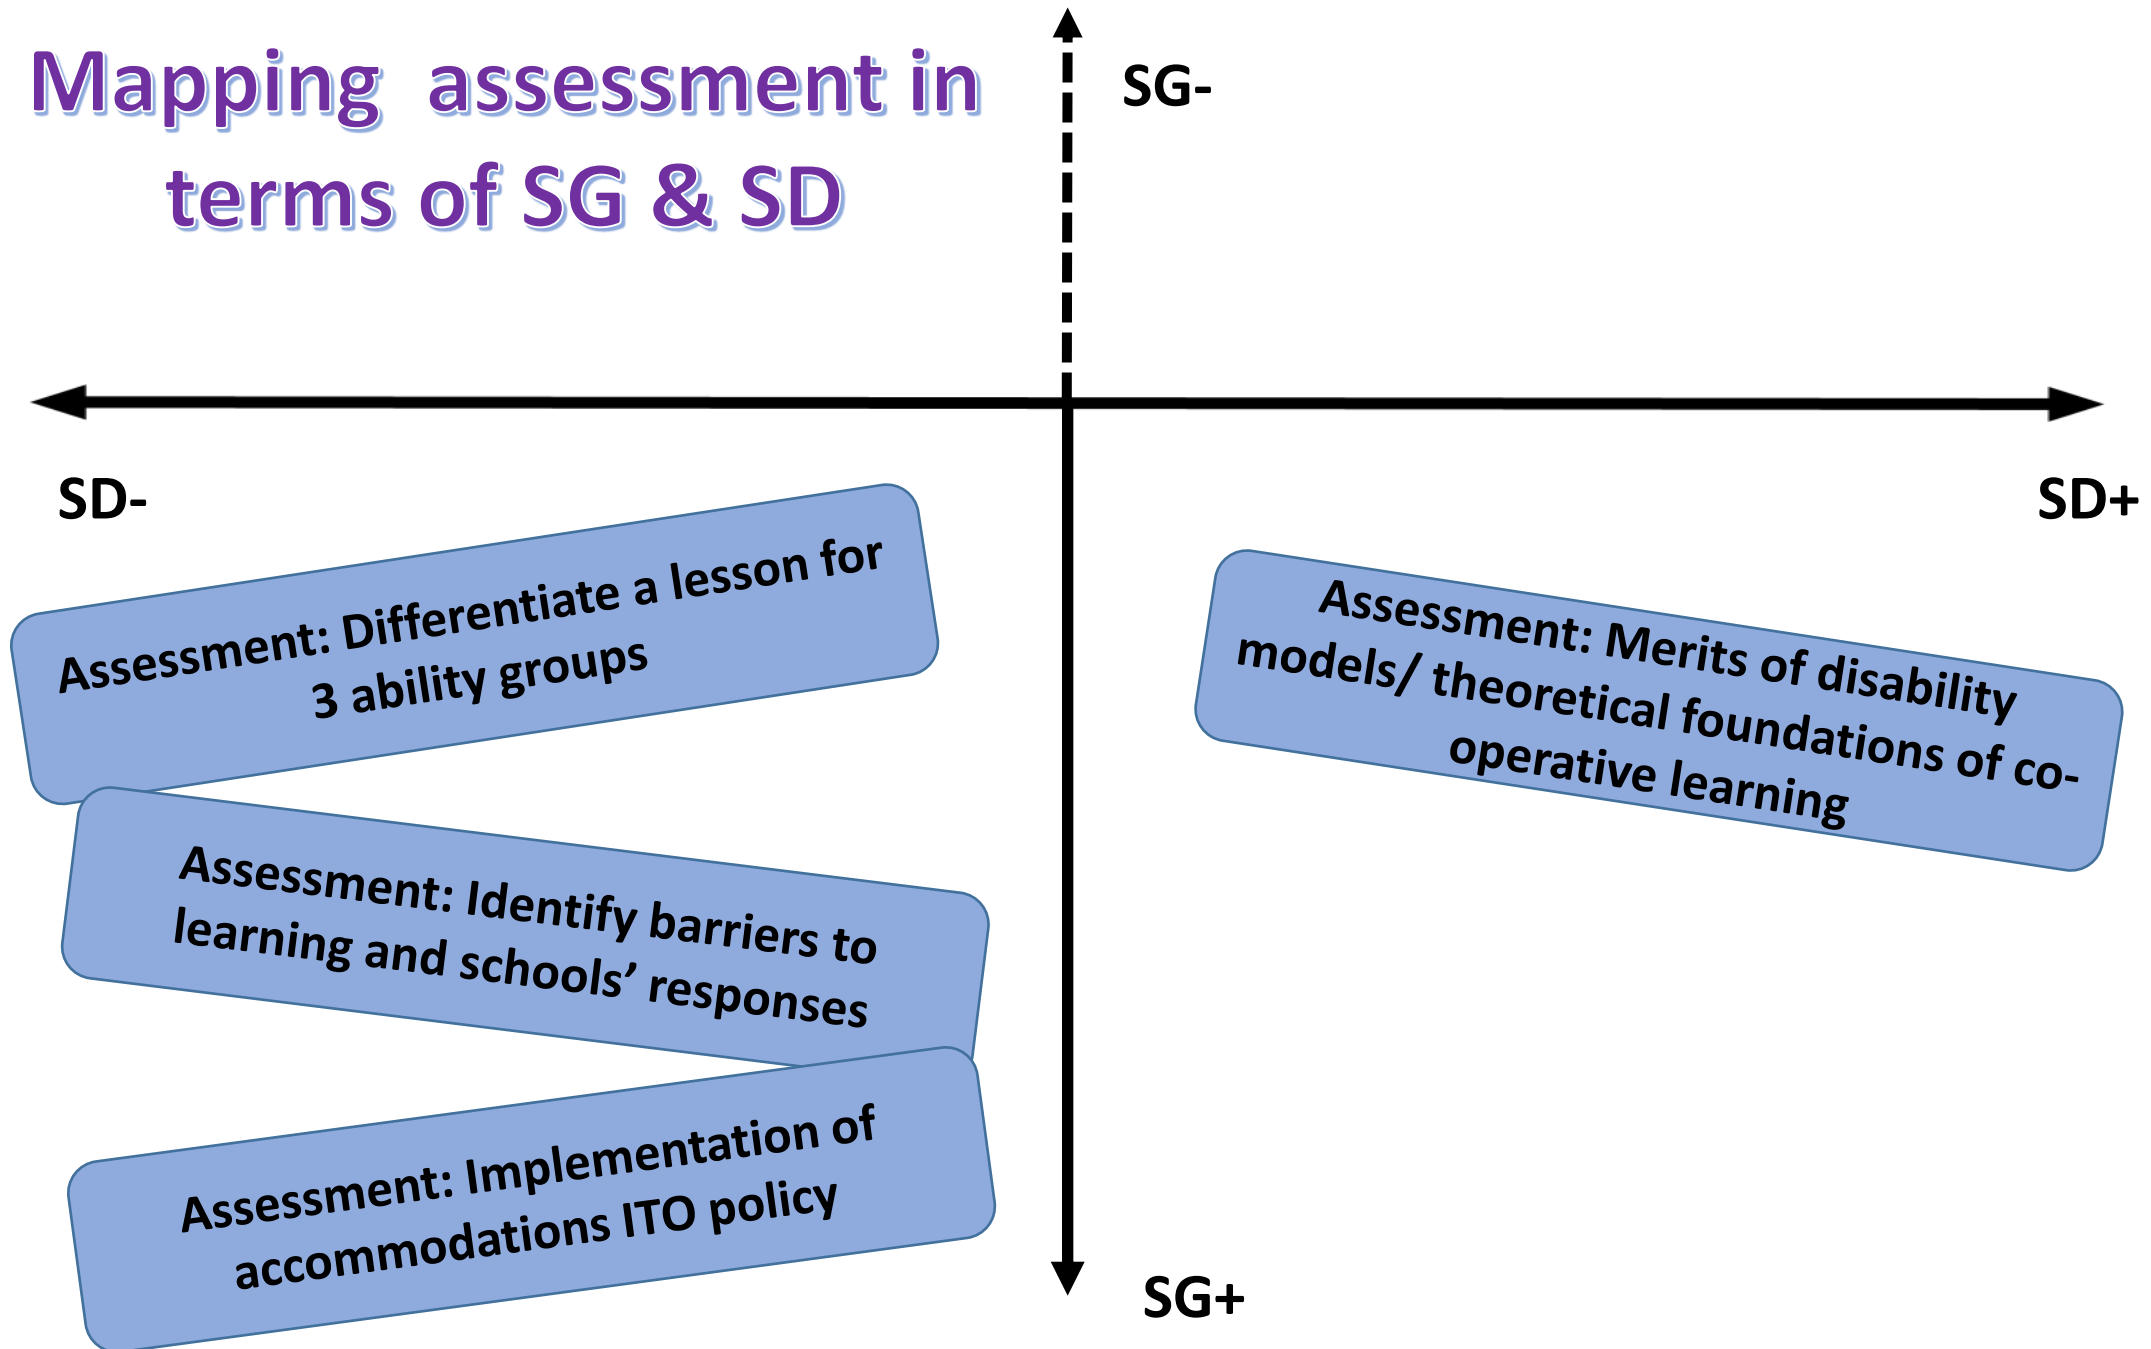 Mapping assessment in
terms of SG & SD
SG-
SD-
SD+
Assessment: Differentiate a lesson for
3 ability groups
Assessment: Merits of disability
models/ theoretical foundations of co-
operative learning
Assessment: Identify barriers to
learning and schools’ responses
Assessment: Implementation of
accommodations ITO policy
SG+